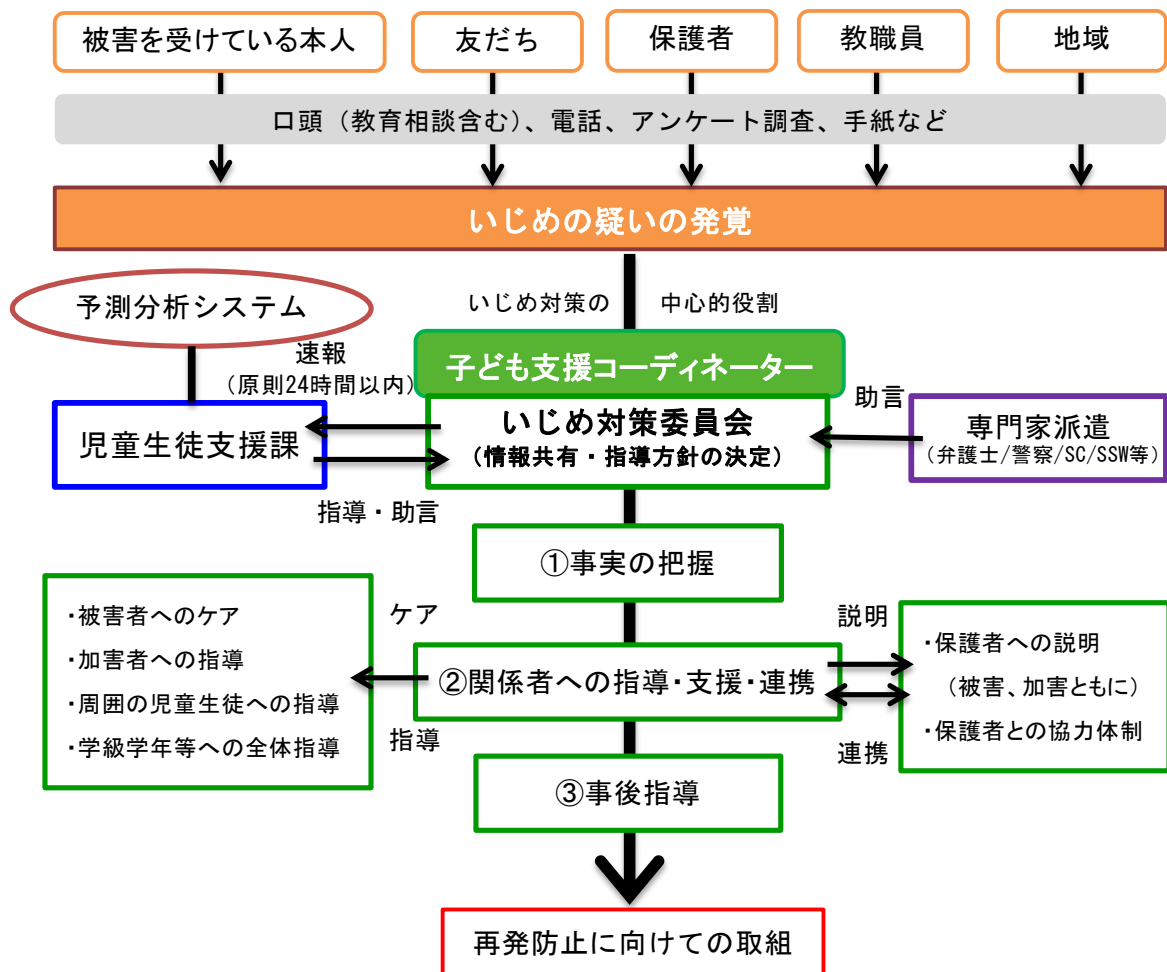 被害を受けている本人
友だち
保護者
教職員
地域
口頭（教育相談含む）、電話、アンケート調査、手紙など
いじめの疑いの発覚
予測分析システム
いじめ対策の
中心的役割
速報
（原則24時間以内）
子ども支援コーディネーター
いじめ対策委員会
（情報共有・指導方針の決定）
児童生徒支援課
助言
専門家派遣
（弁護士/警察/SC/SSW等）
指導・助言
①事実の把握
・被害者へのケア
・加害者への指導
・周囲の児童生徒への指導
・学級学年等への全体指導
ケア
指導
②関係者への指導・支援・連携
説明
連携
・保護者への説明
（被害、加害ともに）
・保護者との協力体制
③事後指導
再発防止に向けての取組